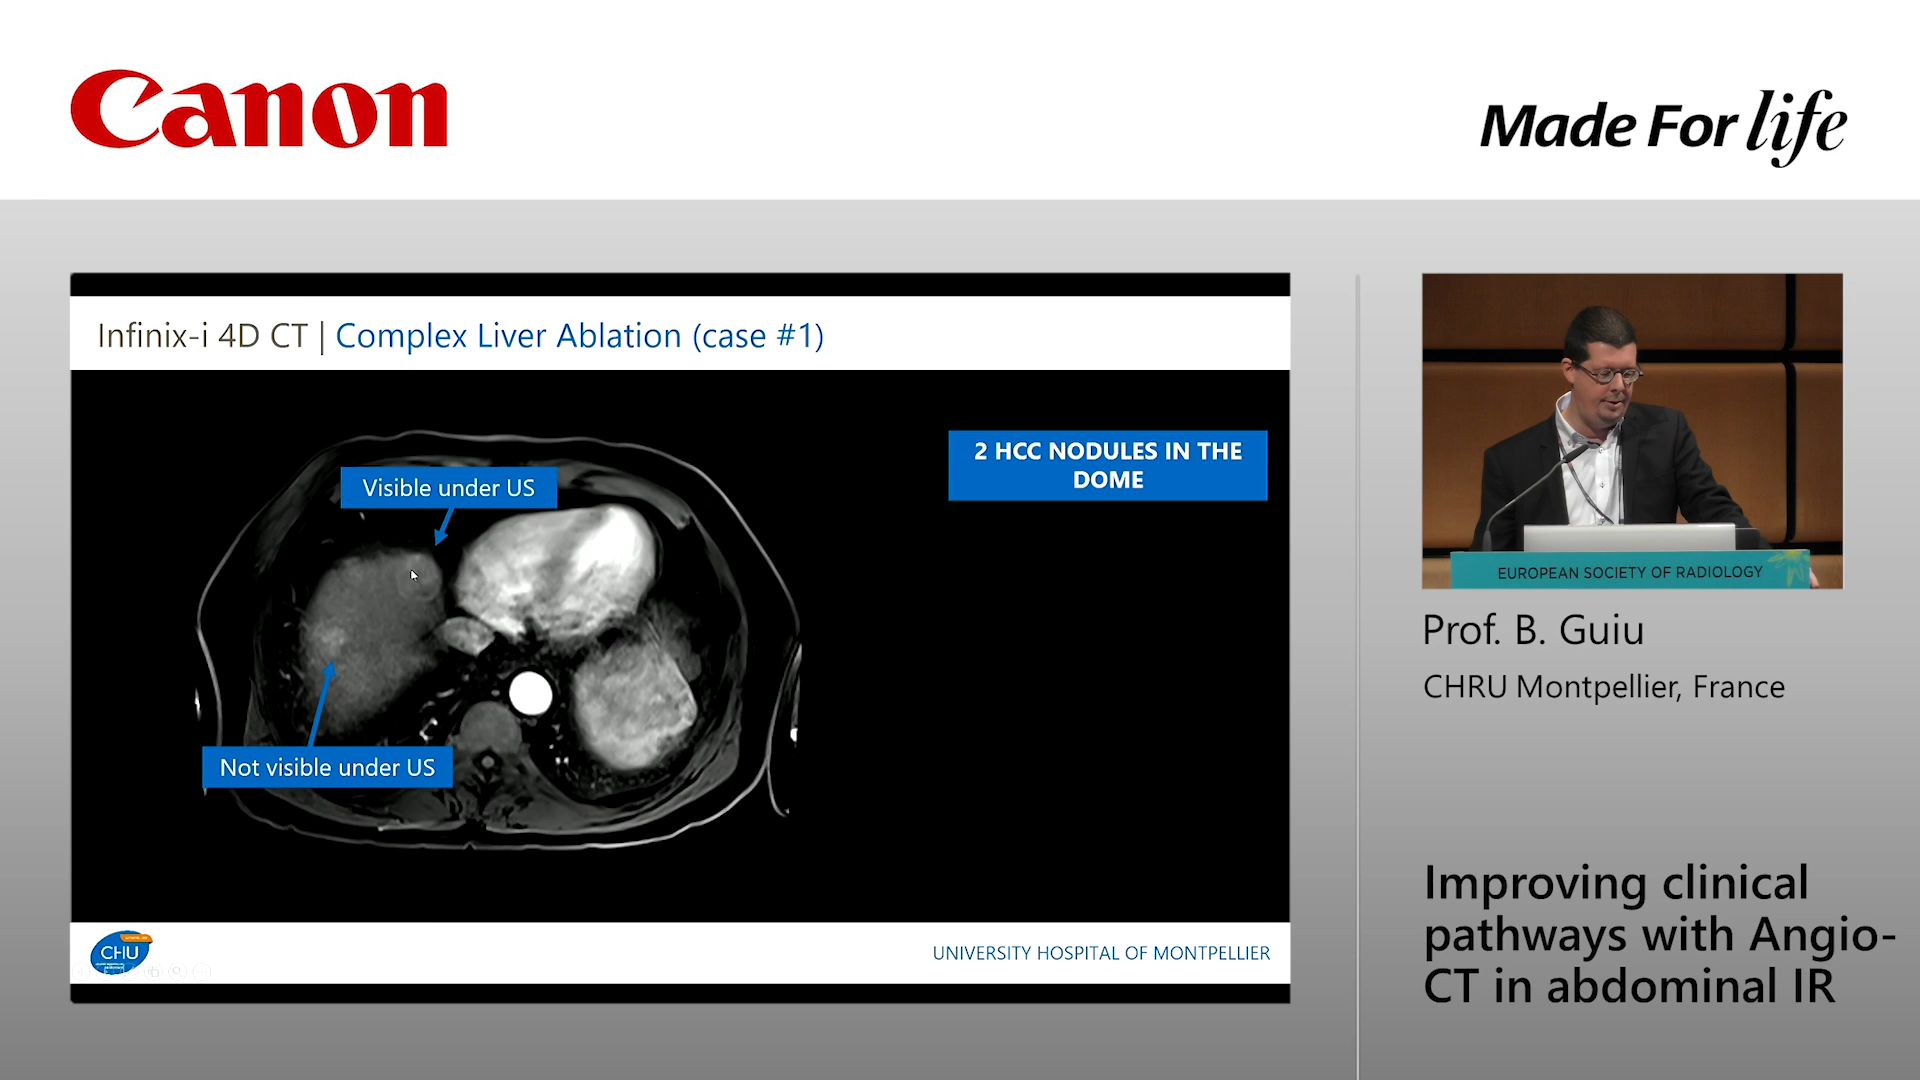 Canon
Made For life
Infinix-i 4D CT | Complex Liver Ablation (case #1)
Visible under US
2 HCC NODULES IN THE
DOME
Not visible under US
CHU
UNIVERSITY HOSPITAL OF MONTPELLIER
EUROPEAN SOCIETY OF RADIOLOGY
Prof. B. Guiu
CHRU Montpellier, France
Improving clinical
pathways with Angio-
CT in abdominal IR